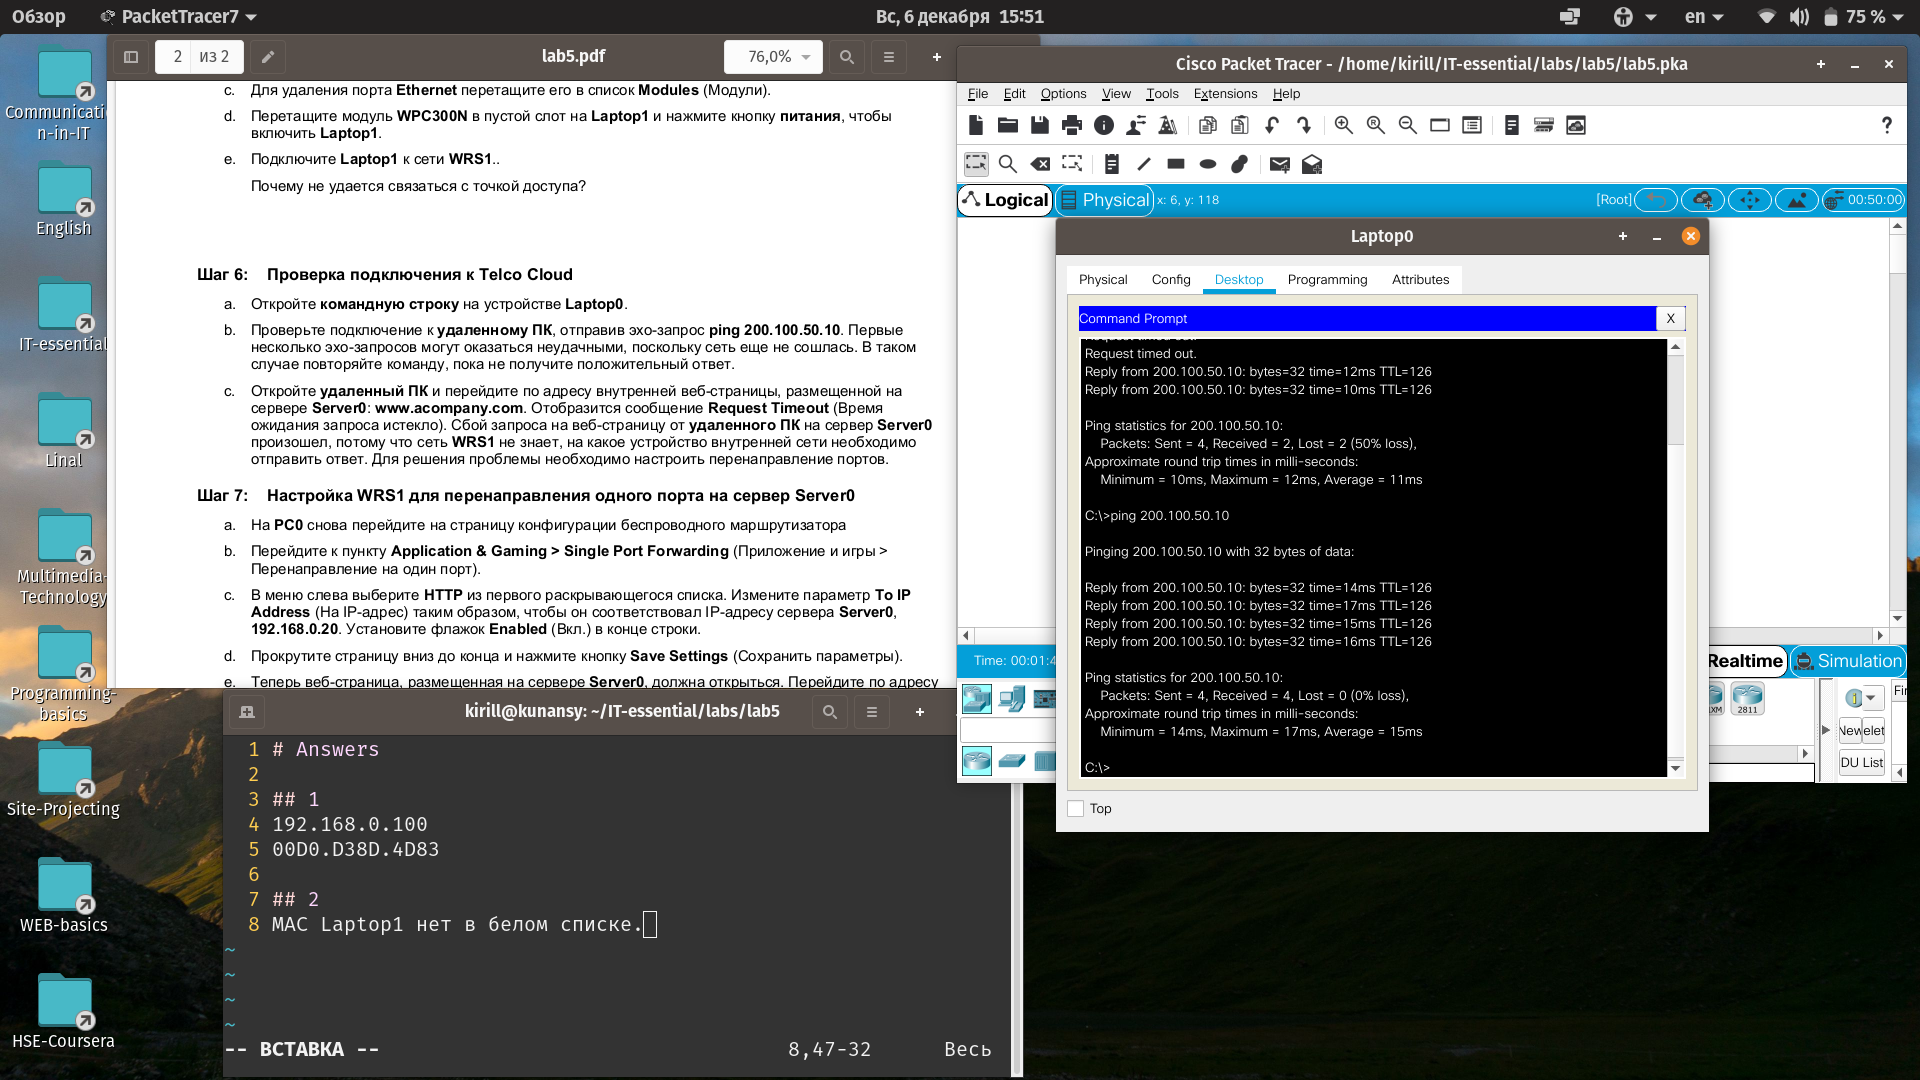 Обзор
PacketTracer7
Вс, 6 декабря 15:51
en
75 %
n-in-IT
English
IT-essential
Linal
Multimedia-
Technology
Programming-
basics
Site-Projecting
WEB-basics
HSE-Coursera
2 из 2
lab5.pdf
76,0%
c. Для удаления порта Ethernet перетащите его в список Modules (Модули).
d. Перетащите модуль WPC300N в пустой слот на Laptop1 и нажмите кнопку питания, чтобы
включить Laptop1.
e. Подключите Laptop1 к сети WRS1..
Почему не удается связаться с точкой доступа?
Шаг 6: Проверка подключения к Telco Cloud
a. Откройте командную строку на устройстве Laptop0.
b. Проверьте подключение к удаленному ПК, отправив эхо-запрос ping 200.100.50.10. Первые
несколько эхо-запросов могут оказаться неудачными, поскольку сеть еще не сошлась. В таком
случае повторяйте команду, пока не получите положительный ответ.
c. Откройте удаленный ПК и перейдите по адресу внутренней веб-страницы, размещенной на
сервере Server0: www.acompany.com. Отобразится сообщение Request Timeout (Время
ожидания запроса истекло). Сбой запроса на веб-страницу от удаленного ПК на сервер Server0
произошел, потому что сеть WRS1 не знает, на какое устройство внутренней сети необходимо
отправить ответ. Для решения проблемы необходимо настроить перенаправление портов.
Шаг 7: Настройка WRS1 для перенаправления одного порта на сервер Server0
a. На PC0 снова перейдите на страницу конфигурации беспроводного маршрутизатора
b. Перейдите к пункту Application & Gaming > Single Port Forwarding (Приложение и игры >
Перенаправление на один порт).
c. В меню слева выберите HTTP из первого раскрывающегося списка. Измените параметр To IP
Address (На IP-адрес) таким образом, чтобы он соответствовал IP-адресу сервера Server0,
192.168.0.20. Установите флажок Enabled (Вкл.) в конце строки.
d. Прокрутите страницу вниз до конца и нажмите кнопку Save Settings (Сохранить параметры).
e. Теперь веб-страница, размещенная на сервере Server0, должна открыться. Перейдите по адресу
kirill@kunansy: ~/IT-essential/labs/lab5
1 # Answers
2
3 ## 1
4 192.168.0.100
5 00D0.D38D.4D83
6
7 ## 2
8 MAC Laptop1 нет в белом списке.
~
~
~
~
-- ВСТАВКА -- 8,47-32 Весь
Cisco Packet Tracer - /home/kirill/IT-essential/labs/lab5/lab5.pka
File Edit Options View Tools Extensions Help
Logical Physical x: 6, y: 118 [Root] 00:50:00
Laptop0
Physical Config Desktop Programming Attributes
Command Prompt X
Request timed out.
Reply from 200.100.50.10: bytes=32 time=12ms TTL=126
Reply from 200.100.50.10: bytes=32 time=10ms TTL=126
Ping statistics for 200.100.50.10:
Packets: Sent = 4, Received = 2, Lost = 2 (50% loss),
Approximate round trip times in milli-seconds:
Minimum = 10ms, Maximum = 12ms, Average = 11ms
C:\>ping 200.100.50.10
Pinging 200.100.50.10 with 32 bytes of data:
Reply from 200.100.50.10: bytes=32 time=14ms TTL=126
Reply from 200.100.50.10: bytes=32 time=17ms TTL=126
Reply from 200.100.50.10: bytes=32 time=15ms TTL=126
Reply from 200.100.50.10: bytes=32 time=16ms TTL=126
Ping statistics for 200.100.50.10:
Packets: Sent = 4, Received = 4, Lost = 0 (0% loss),
Approximate round trip times in milli-seconds:
Minimum = 14ms, Maximum = 17ms, Average = 15ms
C:\>
Top
Time: 00:01:4
Realtime Simulation
2811
1
New
DU List